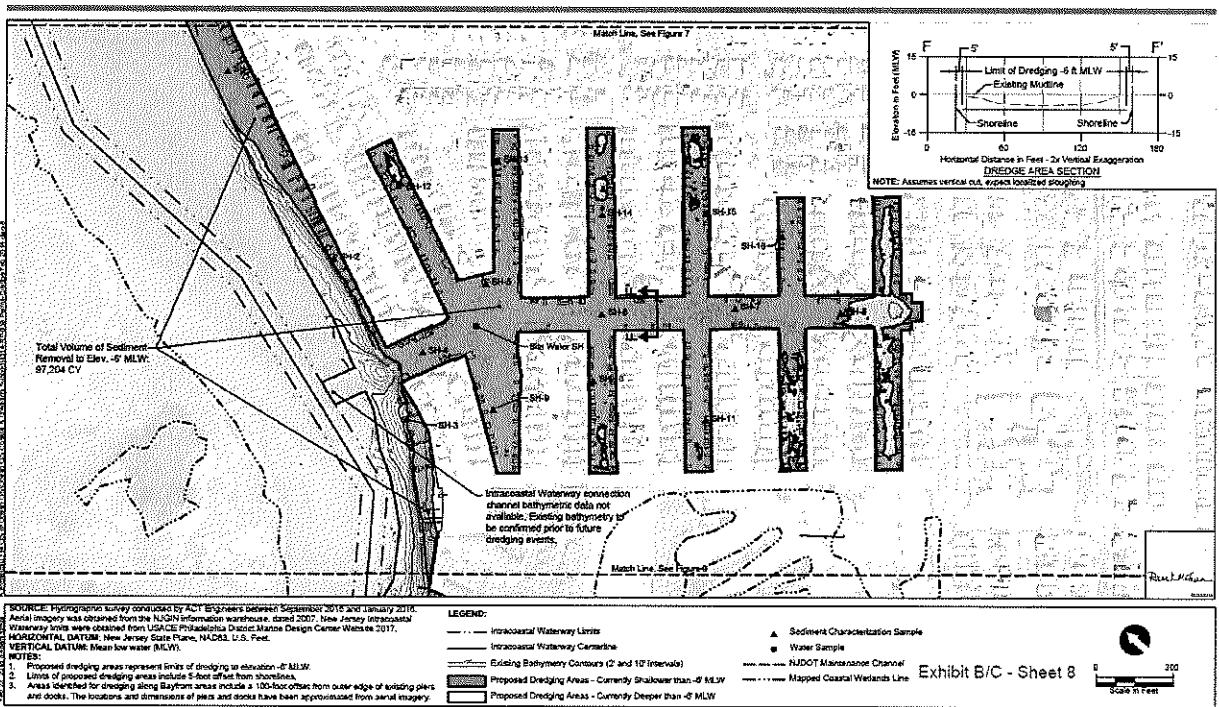 Match Line, See Figure 7
F
5'
5'
F'
15
15
Limit of Dredging -6 ft MLW
Existing Mudline
0
0
Elevation in Feet (MLW)
Shoreline
Shoreline
-15
-15
0
60
120
180
Horizontal Distance in Feet - 2x Vertical Exaggeration
DREDGE AREA SECTION
NOTE: Assumes vertical cut, expect localized sloughing
SH-12
SH-13
SH-14
SH-15
SH-16
SH-2
SH-5
SH-6
SH-7
SH-8
F
F'
Site Water SH
SH-4
SH-9
SH-3
SH-11
Total Volume of Sediment
Removal to Elev. -6' MLW:
97,204 CY
Intracoastal Waterway connection
channel bathymetric data not
available. Existing bathymetry to
be confirmed prior to future
dredging events.
Match Line, See Figure
SOURCE: Hydrographic survey conducted by ACT Engineers between September 2015 and January 2016.
Aerial imagery was obtained from the NJGIN information warehouse, dated 2007. New Jersey Intracoastal
Waterway limits were obtained from USACE Philadelphia District Marine Design Center Website 2017.
HORIZONTAL DATUM: New Jersey State Plane, NAD83, U.S. Feet.
VERTICAL DATUM: Mean low water (MLW).
NOTES:
1. Proposed dredging areas represent limits of dredging to elevation -6' MLW.
2. Limits of proposed dredging areas include 5-foot offset from shorelines.
3. Areas identified for dredging along Bayfront areas include a 100-foot offset from outer edge of existing piers
and docks. The locations and dimensions of piers and docks have been approximated from aerial imagery.
LEGEND:
Intracoastal Waterway Limits
Intracoastal Waterway Centerline
Existing Bathymetry Contours (2' and 10' Intervals)
Proposed Dredging Areas - Currently Shallower than -6' MLW
Proposed Dredging Areas - Currently Deeper than -6' MLW
Sediment Characterization Sample
Water Sample
NJDOT Maintenance Channel
Mapped Coastal Wetlands Line
Exhibit B/C - Sheet 8
0
200
Scale in Feet